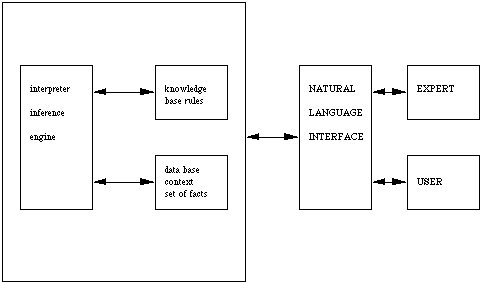 interpreter
inference
engine
knowledge
base rules
data base
context
set of facts
NATURAL
LANGUAGE
INTERFACE
EXPERT
USER